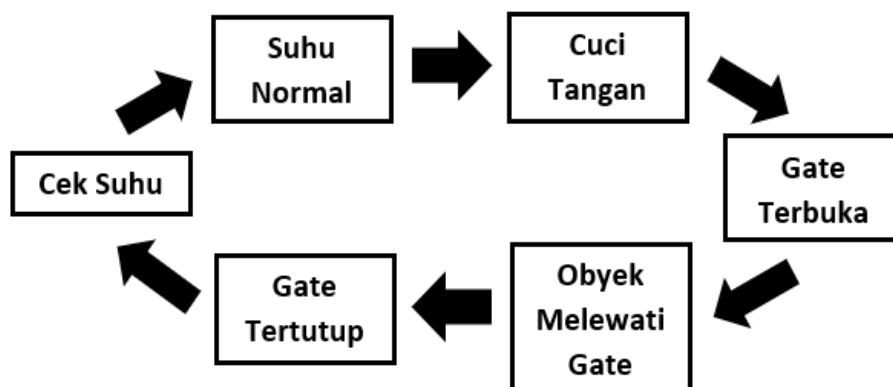 Suhu
Normal
Cuci
Tangan
Gate
Terbuka
Obyek
Melewati
Gate
Gate
Tertutup
Cek Suhu